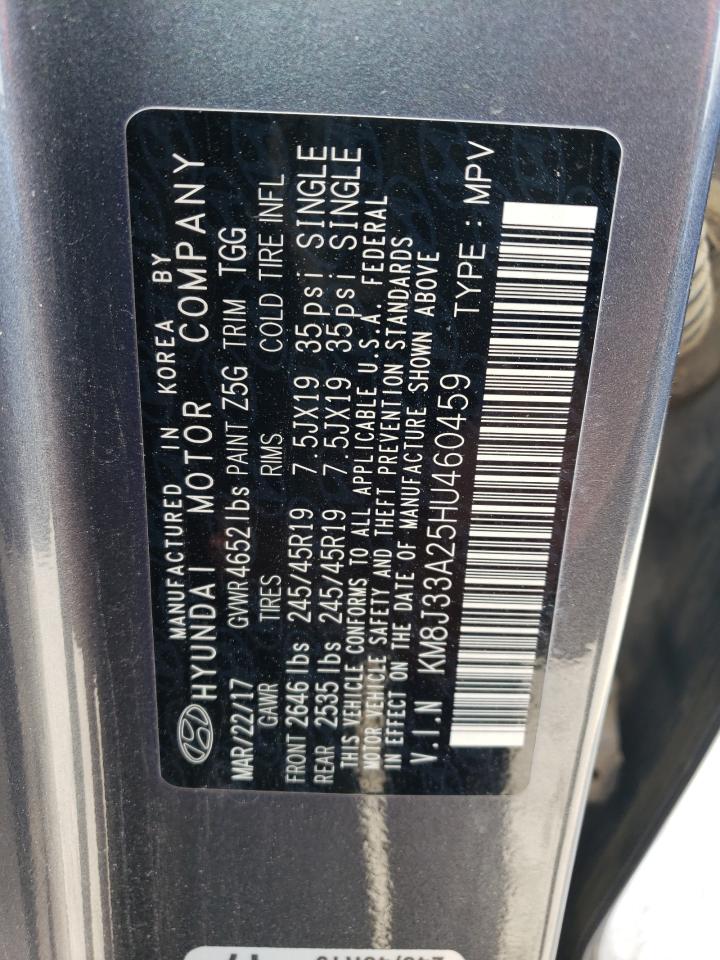 MANUFACTURED IN KOREA BY
HYUNDAI MOTOR COMPANY
MAR/22/17 GVWR 4652 lbs PAINT Z5G TRIM TGG
GAWR TIRES RIMS COLD TIRE INFL
FRONT 2646 lbs 245/45R19 7.5JX19 35psi SINGLE
REAR 2535 lbs 245/45R19 7.5JX19 35psi SINGLE
THIS VEHICLE CONFORMS TO ALL APPLICABLE U.S.A. FEDERAL
MOTOR VEHICLE SAFETY AND THEFT PREVENTION STANDARDS
IN EFFECT ON THE DATE OF MANUFACTURE SHOWN ABOVE
V.I.N KM8J33A25HU460459 TYPE : MPV